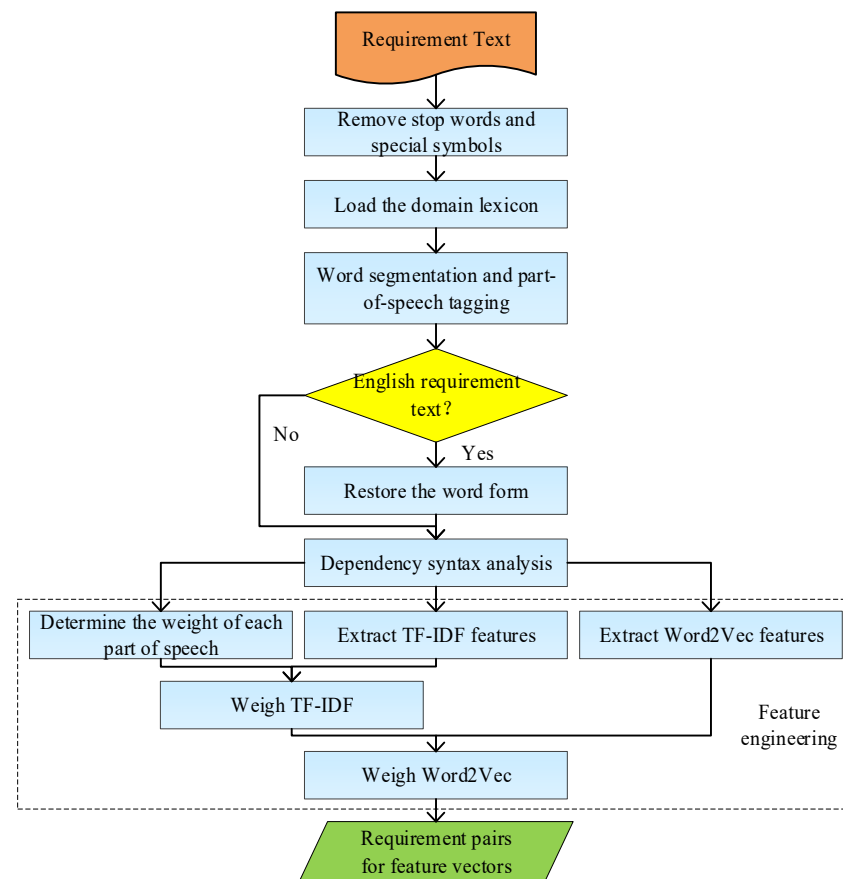 Requirement Text
Remove stop words and
special symbols
Load the domain lexicon
Word segmentation and part-
of-speech tagging
English requirement
text?
No
Yes
Restore the word form
Dependency syntax analysis
Determine the weight of each
part of speech
Extract TF-IDF features
Extract Word2Vec features
Weigh TF-IDF
Feature
engineering
Weigh Word2Vec
Requirement pairs
for feature vectors